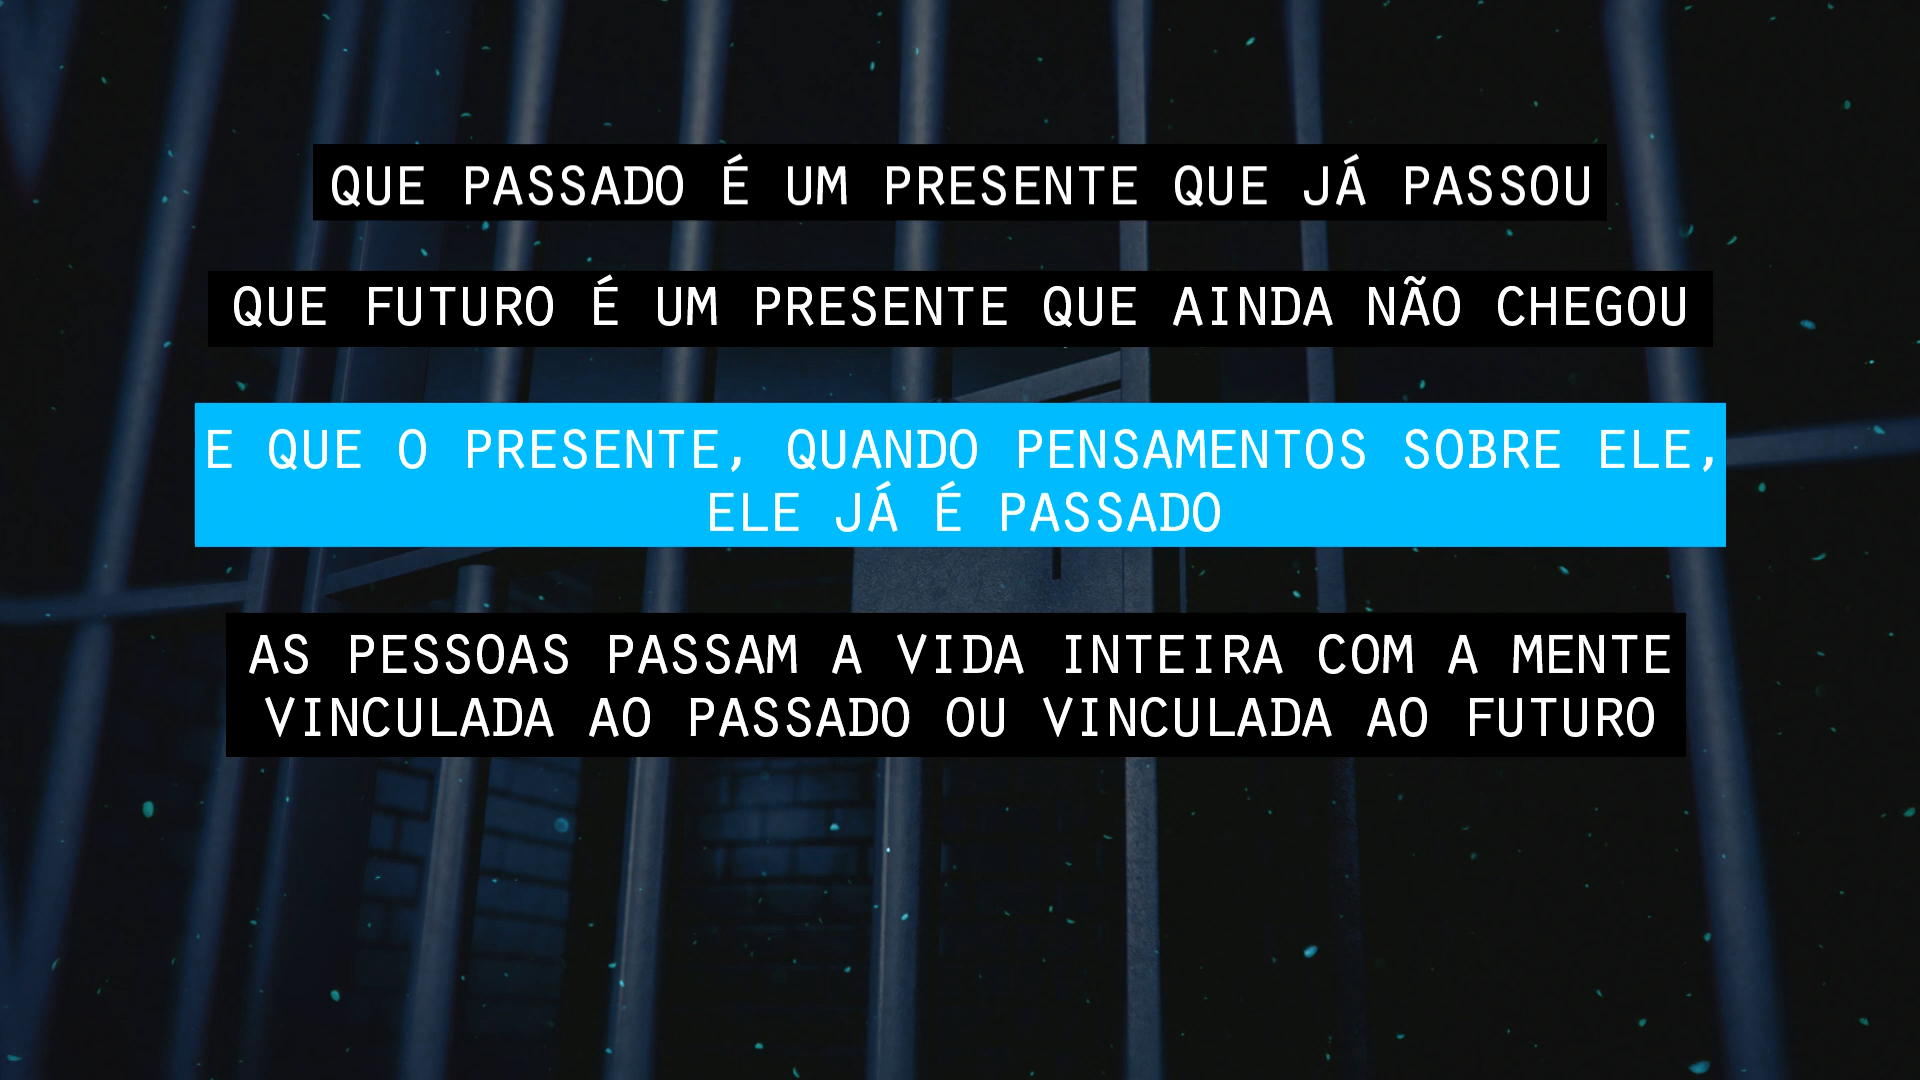 QUE PASSADO É UM PRESENTE QUE JÁ PASSOU
QUE FUTURO É UM PRESENTE QUE AINDA NÃO CHEGOU
E QUE O PRESENTE, QUANDO PENSAMENTOS SOBRE ELE,
ELE JÁ É PASSADO
AS PESSOAS PASSAM A VIDA INTEIRA COM A MENTE
VINCULADA AO PASSADO OU VINCULADA AO FUTURO